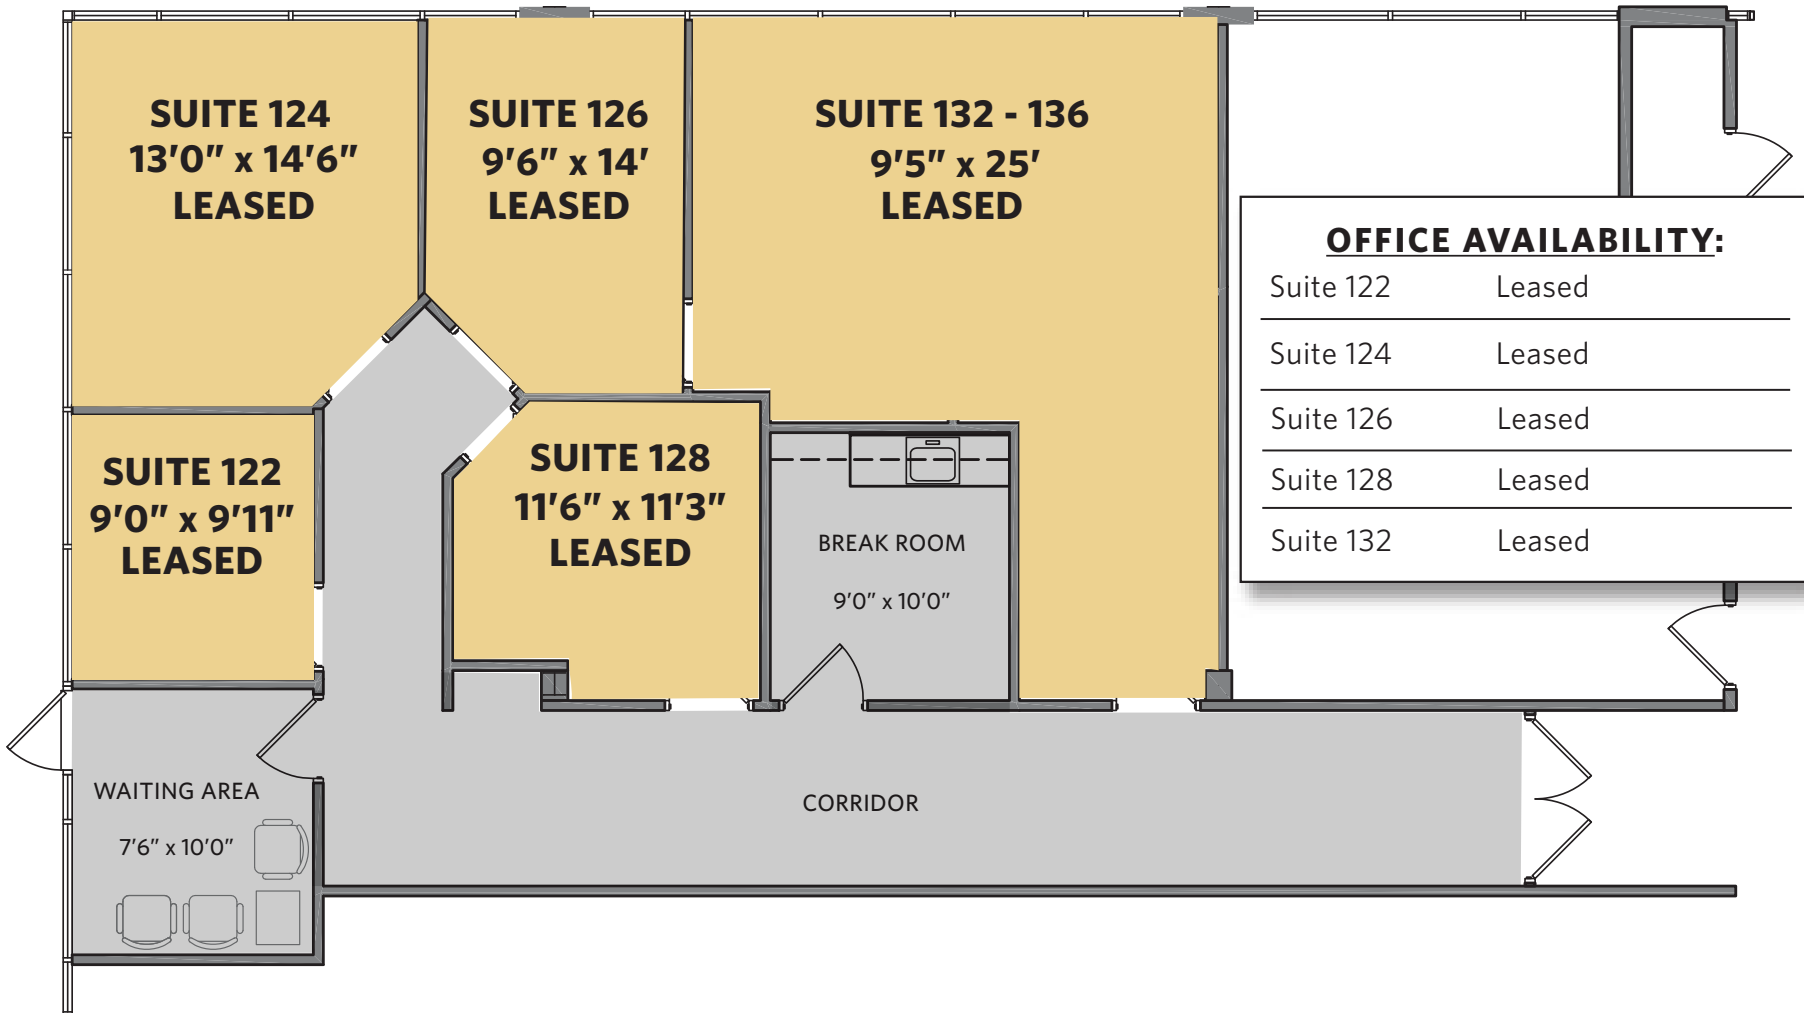 SUITE 124
13'0" x 14'6"
LEASED
SUITE 126
9'6" x 14'
LEASED
SUITE 132 - 136
9'5" x 25'
LEASED
OFFICE AVAILABILITY:
Suite 122 Leased
Suite 124 Leased
Suite 126 Leased
Suite 128 Leased
Suite 132 Leased
SUITE 122
9'0" x 9'11"
LEASED
SUITE 128
11'6" x 11'3"
LEASED
BREAK ROOM
9'0" x 10'0"
WAITING AREA
7'6" x 10'0"
CORRIDOR